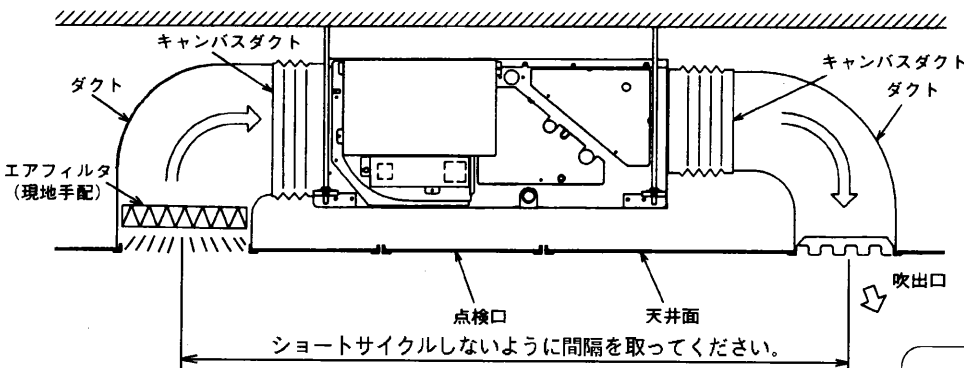 キャンバスダクト
ダクト
エアフィルタ
(現地手配)
キャンバスダクト
ダクト
吹出口
点検口
天井面
ショートサイクルしないように間隔を取ってください。